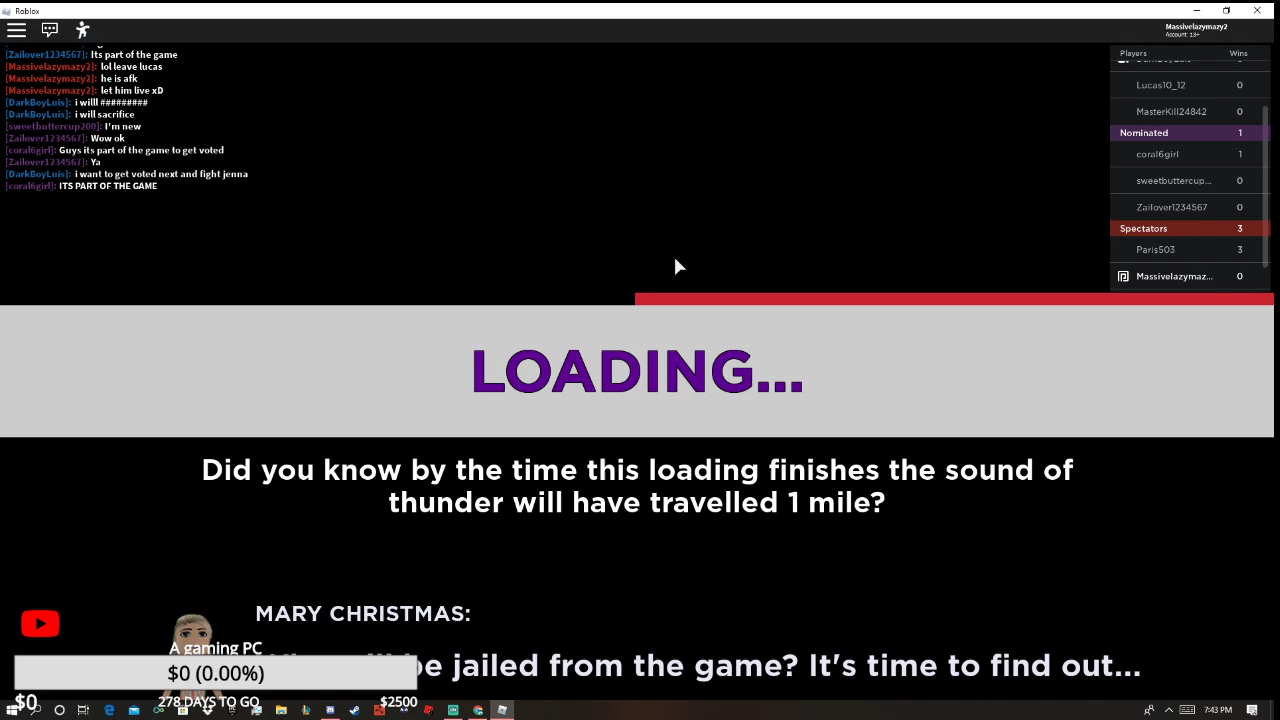 Roblox
Massivelazymazy2
Account: 13+
[Zailover1234567]: Its part of the game
[Massivelazymazy2]: lol leave lucas
[Massivelazymazy2]: he is afk
[Massivelazymazy2]: let him live xD
[DarkBoyLuis]: i willl #########
[DarkBoyLuis]: i will sacrifice
[sweetbuttercup200]: I'm new
[Zailover1234567]: Wow ok
[coral6girl]: Guys its part of the game to get voted
[Zailover1234567]: Ya
[DarkBoyLuis]: i want to get voted next and fight jenna
[coral6girl]: ITS PART OF THE GAME
Players Wins
Lucas10_12 0
MasterKill24842 0
Nominated 1
coral6girl 1
sweetbuttercup... 0
Zailover1234567 0
Spectators 3
Paris503 3
Massivelazymaz... 0
LOADING...
Did you know by the time this loading finishes the sound of
thunder will have travelled 1 mile?
MARY CHRISTMAS:
be jailed from the game? It's time to find out...
A gaming PC
$0 (0.00%)
$0 278 DAYS TO GO $2500
7:43 PM